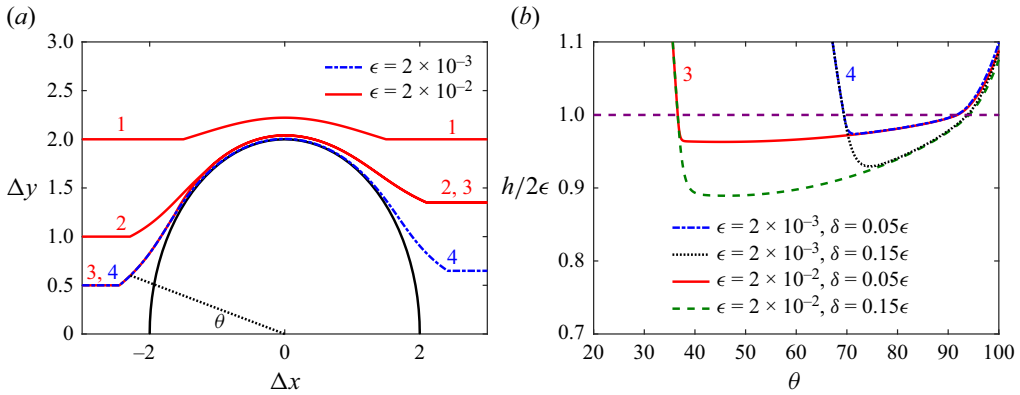 (a)
3.0
2.5
2.0
1.5
1.0
0.5
0
Δy
ϵ = 2 × 10⁻³
ϵ = 2 × 10⁻²
1
1
2
2, 3
3, 4
4
θ
−2
0
2
Δx
(b)
1.1
1.0
0.9
0.8
0.7
h/2ϵ
3
4
ϵ = 2 × 10⁻³, δ = 0.05ϵ
ϵ = 2 × 10⁻³, δ = 0.15ϵ
ϵ = 2 × 10⁻², δ = 0.05ϵ
ϵ = 2 × 10⁻², δ = 0.15ϵ
20 30 40 50 60 70 80 90 100
θ